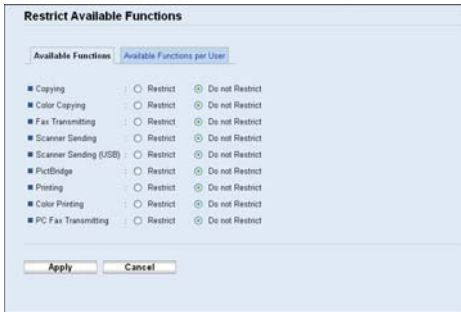 Restrict Available Functions
Available Functions Available Functions per User
Copying : Restrict Do not Restrict
Color Copying : Restrict Do not Restrict
Fax Transmitting : Restrict Do not Restrict
Scanner Sending : Restrict Do not Restrict
Scanner Sending (USB) : Restrict Do not Restrict
PictBridge : Restrict Do not Restrict
Printing : Restrict Do not Restrict
Color Printing : Restrict Do not Restrict
PC Fax Transmitting : Restrict Do not Restrict
Apply Cancel